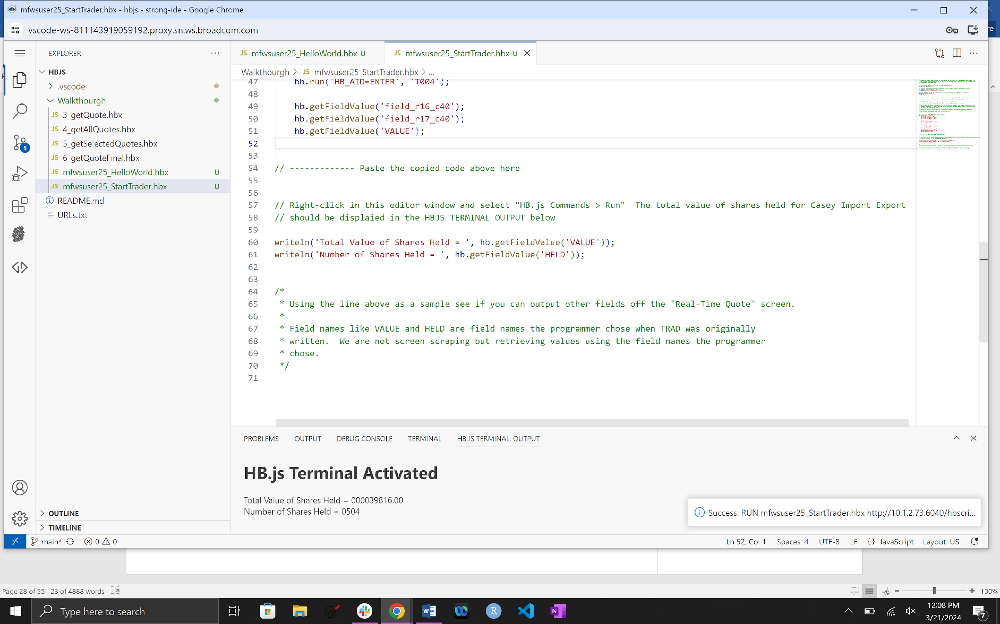 mfwsuser25_StartTrader.hbx - hbjs - strong-ide - Google Chrome
vscode-ws-811143919059192.proxy.sn.ws.broadcom.com
EXPLORER
HBJS
.vscode
Walkthourgh
JS 3_getQuote.hbx
JS 4_getAllQuotes.hbx
JS 5_getSelectedQuotes.hbx
JS 6_getQuoteFinal.hbx
JS mfwsuser25_HelloWorld.hbx U
JS mfwsuser25_StartTrader.hbx U
README.md
URLs.txt
5
OUTLINE
TIMELINE
JS mfwsuser25_HelloWorld.hbx U
JS mfwsuser25_StartTrader.hbx U
Walkthourgh > JS mfwsuser25_StartTrader.hbx > ...
47 hb.run('HB_AID=ENTER', 'T004');
48
49 hb.getFieldValue('field_r16_c40');
50 hb.getFieldValue('field_r17_c40');
51 hb.getFieldValue('VALUE');
52
53
54 // ------------- Paste the copied code above here
55
56
57 // Right-click in this editor window and select "HB.js Commands > Run"  The total value of shares held for Casey Import Export
58 // should be displaied in the HBJS TERMINAL OUTPUT below
59
60 writeln('Total Value of Shares Held = ', hb.getFieldValue('VALUE'));
61 writeln('Number of Shares Held = ', hb.getFieldValue('HELD'));
62
63
64 /*
65 * Using the line above as a sample see if you can output other fields off the "Real-Time Quote" screen.
66 *
67 * Field names like VALUE and HELD are field names the programmer chose when TRAD was originally
68 * written.  We are not screen scraping but retrieving values using the field names the programmer
69 * chose.
70 */
71
PROBLEMS OUTPUT DEBUG CONSOLE TERMINAL HBJS TERMINAL: OUTPUT
HB.js Terminal Activated
Total Value of Shares Held = 000039816.00
Number of Shares Held = 0504
Success: RUN mfwsuser25_StartTrader.hbx http://10.1.2.73:6040/hbscri...
main* 0 0
Ln 52, Col 1 Spaces: 4 UTF-8 LF {} JavaScript Layout: US
Page 28 of 55 23 of 4888 words
100%
Type here to search
12:08 PM
3/21/2024
7